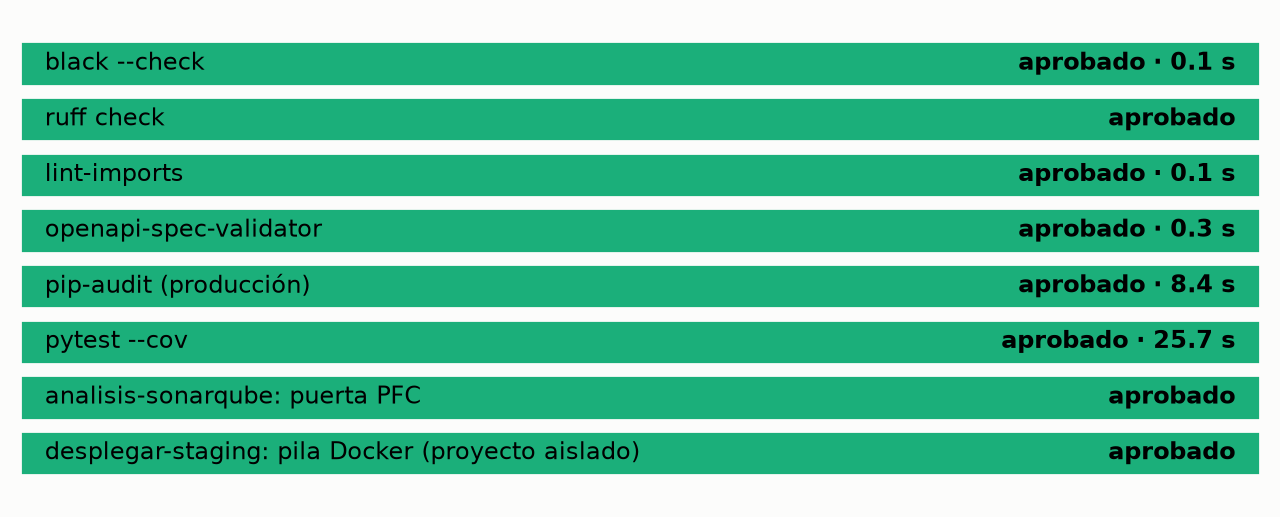 black --check aprobado · 0.1 s
ruff check aprobado
lint-imports aprobado · 0.1 s
openapi-spec-validator aprobado · 0.3 s
pip-audit (producción) aprobado · 8.4 s
pytest --cov aprobado · 25.7 s
analisis-sonarqube: puerta PFC aprobado
desplegar-staging: pila Docker (proyecto aislado) aprobado